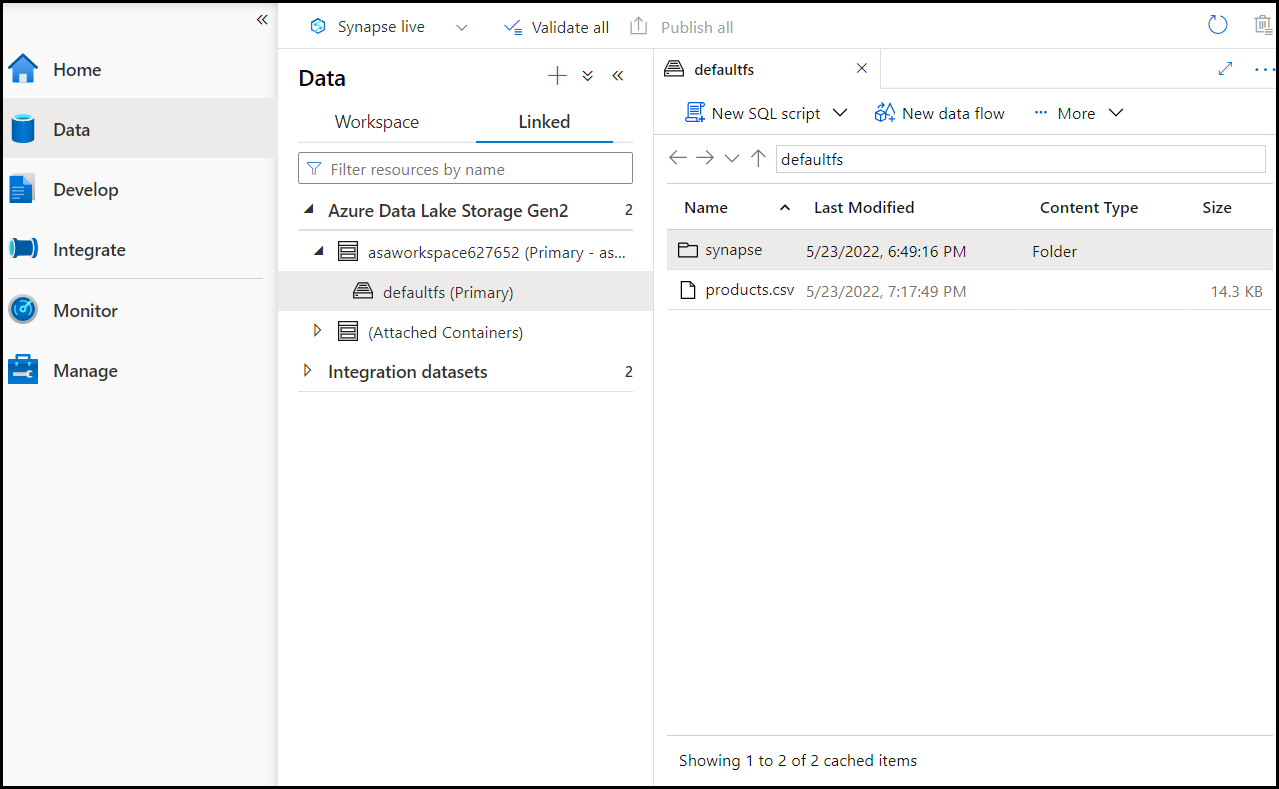 Home
Data
Develop
Integrate
Monitor
Manage
Synapse live
Validate all
Publish all
Data
Workspace
Linked
Filter resources by name
Azure Data Lake Storage Gen2 2
asaworkspace627652 (Primary - as...
defaultfs (Primary)
(Attached Containers)
Integration datasets 2
defaultfs
New SQL script
New data flow
... More
defaultfs
Name Last Modified Content Type Size
synapse 5/23/2022, 6:49:16 PM Folder
products.csv 5/23/2022, 7:17:49 PM 14.3 KB
Showing 1 to 2 of 2 cached items